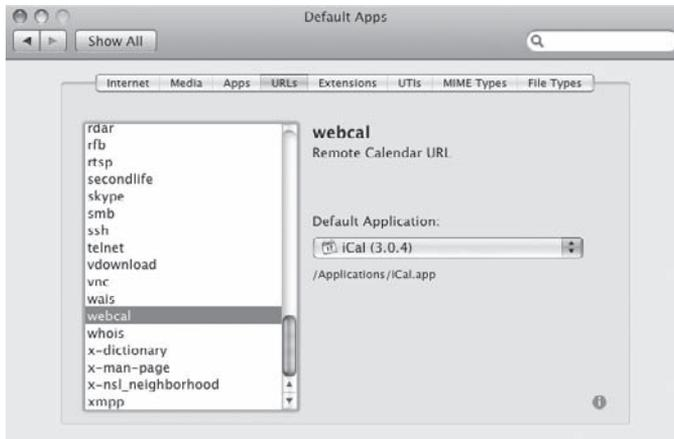 Default Apps
Show All
Internet Media Apps URLs Extensions UTIs MIME Types File Types
rdar
rfb
rtsp
secondlife
skype
smb
ssh
telnet
vdownload
vnc
wais
webcal
whois
x-dictionary
x-man-page
x-nsl_neighborhood
xmpp
webcal
Remote Calendar URL
Default Application:
iCal (3.0.4)
/Applications/iCal.app